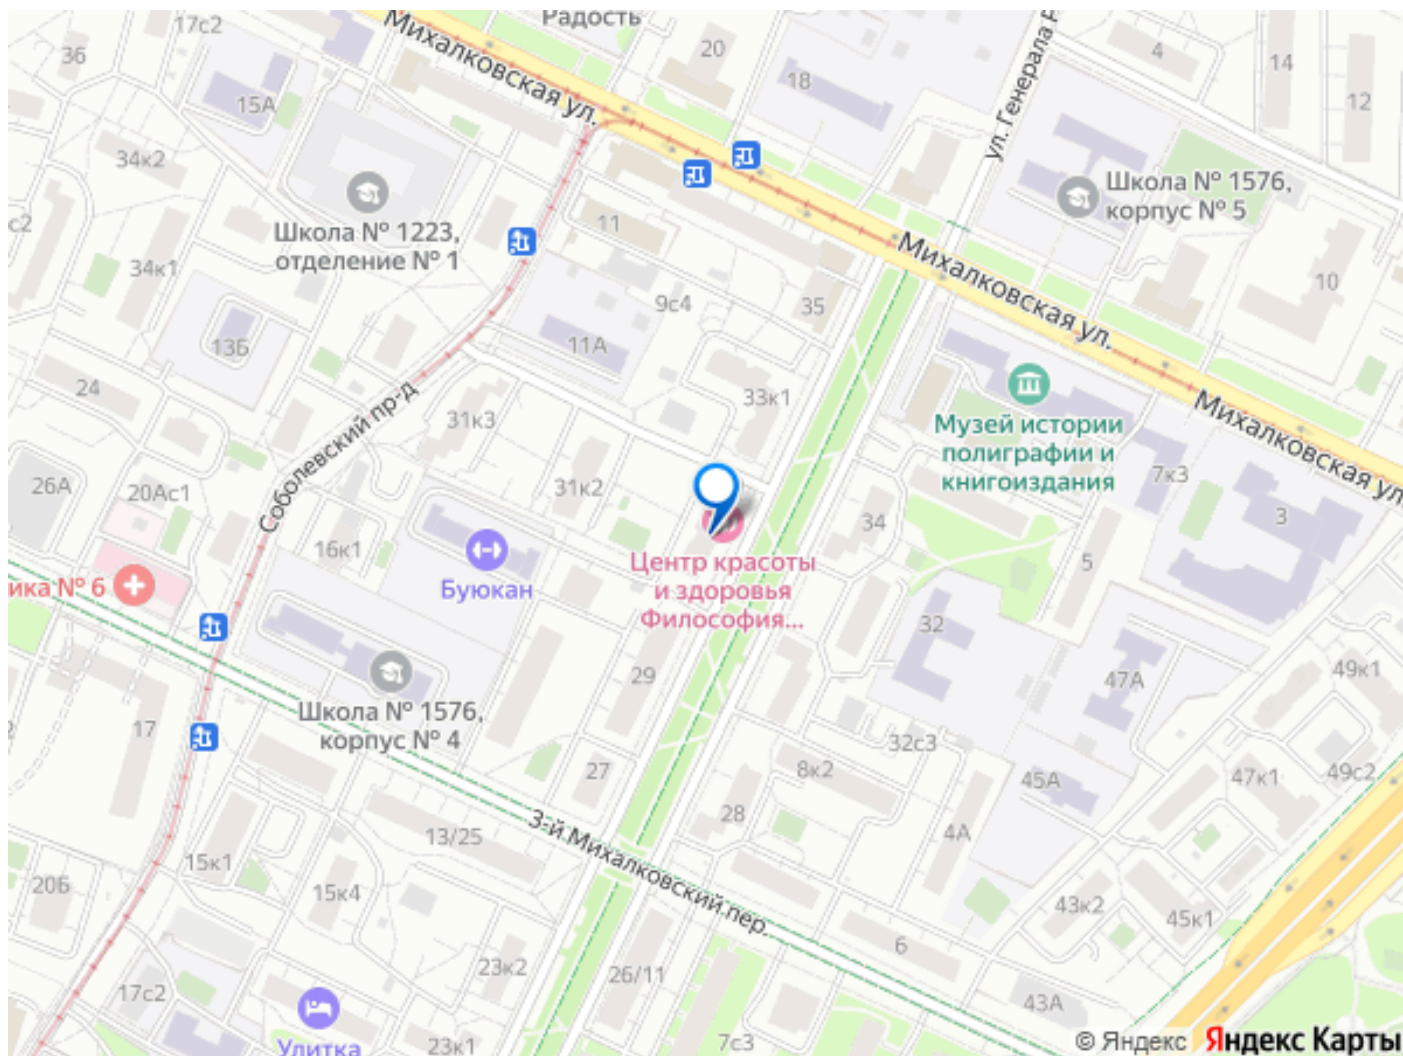 17с2
Радость
36
Михалковская ул.
20
18
ул. Генерала Р
4
14
12
15А
34к2
Школа № 1223,
отделение № 1
11
Школа № 1576,
корпус № 5
с2
34к1
9с4
35
10
Михалковская ул.
13Б
11А
24
33к1
31к3
Соболевский пр-д
Музей истории
полиграфии и
книгоиздания
Михалковская ул
7к3
26А
20Ас1
31к2
34
3
16к1
Буюкан
Центр красоты
и здоровья
Философия...
5
ика № 6
32
29
47А
49к1
Школа № 1576,
корпус № 4
17
32с3
27
8к2
45А
47к1
49с2
3-й Михалковский пер.
28
4А
13/25
15к1
15к4
20Б
43к2
45к1
6
23к2
26/11
17с2
43А
Улитка
23к1
7с3
© Яндекс Яндекс Карты